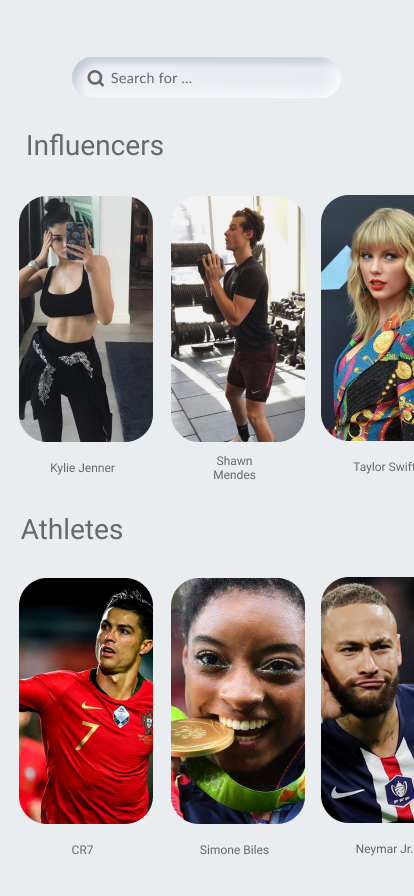 Search for ...
Influencers
Kylie Jenner
Shawn
Mendes
Taylor Swift
Athletes
7
CR7
Simone Biles
Neymar Jr.